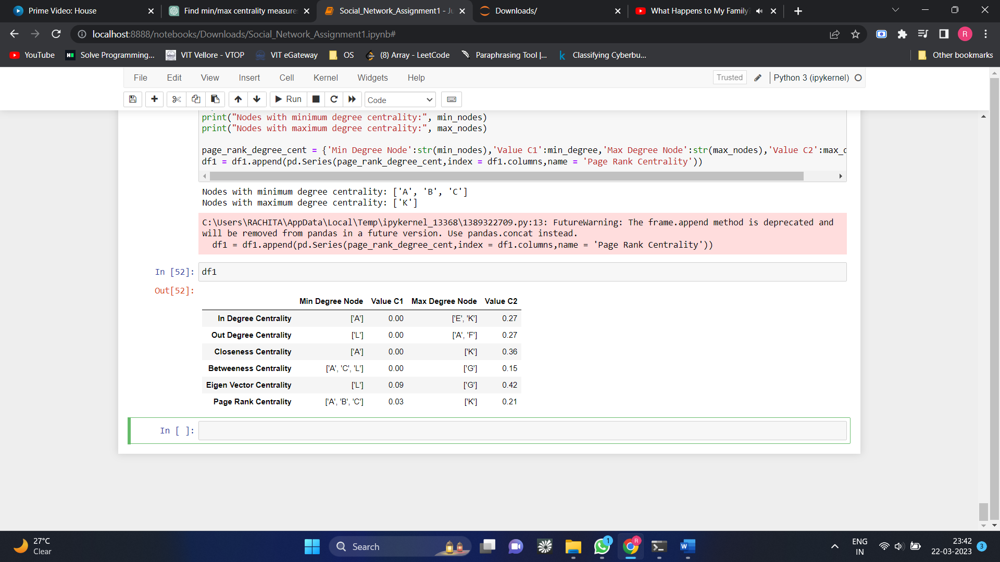 Prime Video: House
Find min/max centrality measure
Social_Network_Assignment1 - Ju
Downloads/
What Happens to My Family?
localhost:8888/notebooks/Downloads/Social_Network_Assignment1.ipynb#
R
YouTube
Solve Programming...
VIT Vellore - VTOP
VIT eGateway
OS
(8) Array - LeetCode
Paraphrasing Tool |...
Classifying Cyberbu...
Other bookmarks
File Edit View Insert Cell Kernel Widgets Help
Trusted
Python 3 (ipykernel)
Run
Code
print("Nodes with minimum degree centrality:", min_nodes)
print("Nodes with maximum degree centrality:", max_nodes)
page_rank_degree_cent = {'Min Degree Node':str(min_nodes),'Value C1':min_degree,'Max Degree Node':str(max_nodes),'Value C2':max_d
df1 = df1.append(pd.Series(page_rank_degree_cent,index = df1.columns,name = 'Page Rank Centrality'))
Nodes with minimum degree centrality: ['A', 'B', 'C']
Nodes with maximum degree centrality: ['K']
C:\Users\RACHITA\AppData\Local\Temp\ipykernel_13368\1389322709.py:13: FutureWarning: The frame.append method is deprecated and
will be removed from pandas in a future version. Use pandas.concat instead.
df1 = df1.append(pd.Series(page_rank_degree_cent,index = df1.columns,name = 'Page Rank Centrality'))
In [52]: df1
Out[52]:
Min Degree Node Value C1 Max Degree Node Value C2
In Degree Centrality ['A'] 0.00 ['E', 'K'] 0.27
Out Degree Centrality ['L'] 0.00 ['A', 'F'] 0.27
Closeness Centrality ['A'] 0.00 ['K'] 0.36
Betweeness Centrality ['A', 'C', 'L'] 0.00 ['G'] 0.15
Eigen Vector Centrality ['L'] 0.09 ['G'] 0.42
Page Rank Centrality ['A', 'B', 'C'] 0.03 ['K'] 0.21
In [ ]:
27°C
Clear
Search
1
R
W
ENG
IN
23:42
22-03-2023
3